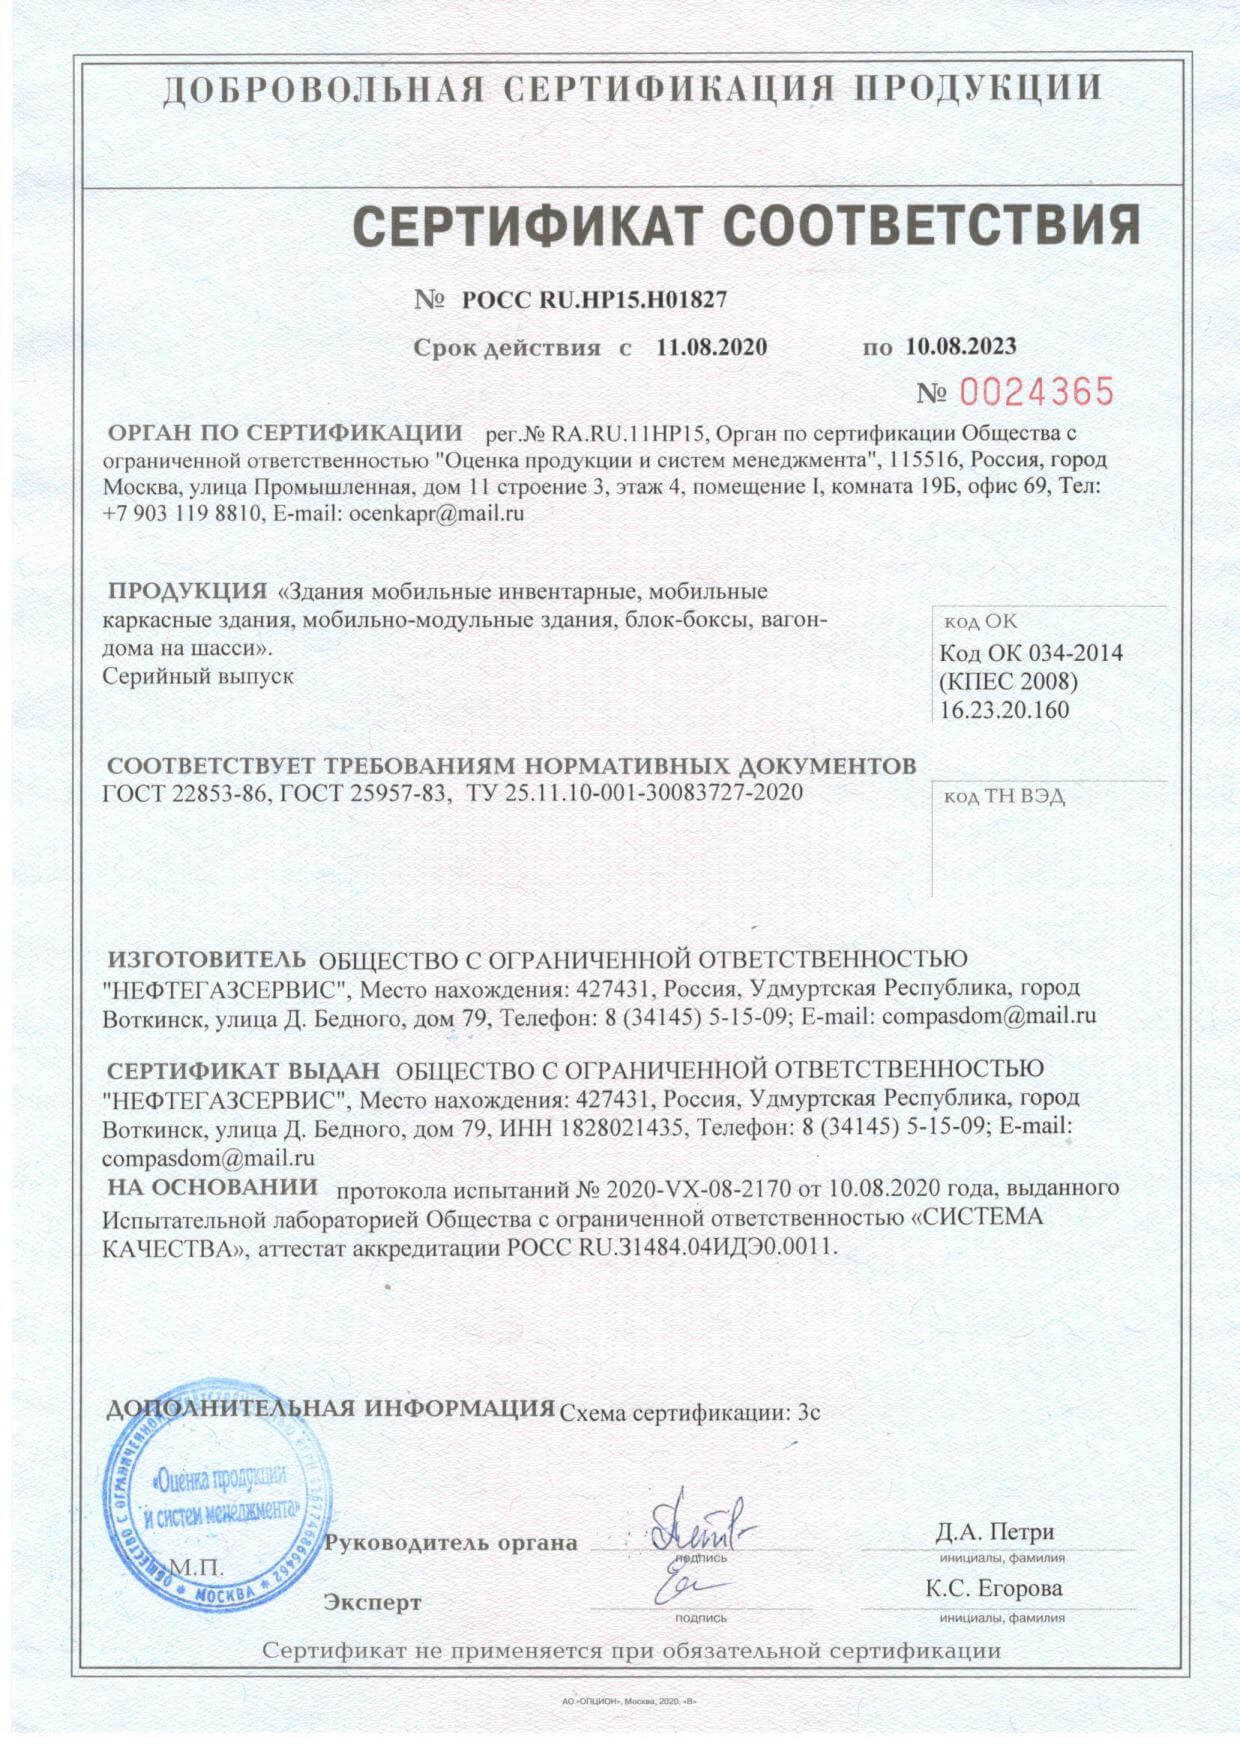 ДОБРОВОЛЬНАЯ СЕРТИФИКАЦИЯ ПРОДУКЦИИ
СЕРТИФИКАТ СООТВЕТСТВИЯ
№ РОСС RU.НР15.Н01827
Срок действия с 11.08.2020 по 10.08.2023
№ 0024365
ОРГАН ПО СЕРТИФИКАЦИИ рег.№ RA.RU.11НР15, Орган по сертификации Общества с
ограниченной ответственностью "Оценка продукции и систем менеджмента", 115516, Россия, город
Москва, улица Промышленная, дом 11 строение 3, этаж 4, помещение I, комната 19Б, офис 69, Тел:
+7 903 119 8810, E-mail: ocenkapr@mail.ru
ПРОДУКЦИЯ «Здания мобильные инвентарные, мобильные
каркасные здания, мобильно-модульные здания, блок-боксы, вагон-
дома на шасси».
Серийный выпуск
код ОК
Код ОК 034-2014
(КПЕС 2008)
16.23.20.160
СООТВЕТСТВУЕТ ТРЕБОВАНИЯМ НОРМАТИВНЫХ ДОКУМЕНТОВ
ГОСТ 22853-86, ГОСТ 25957-83, ТУ 25.11.10-001-30083727-2020
код ТН ВЭД
ИЗГОТОВИТЕЛЬ ОБЩЕСТВО С ОГРАНИЧЕННОЙ ОТВЕТСТВЕННОСТЬЮ
"НЕФТЕГАЗСЕРВИС", Место нахождения: 427431, Россия, Удмуртская Республика, город
Воткинск, улица Д. Бедного, дом 79, Телефон: 8 (34145) 5-15-09; E-mail: compasdom@mail.ru
СЕРТИФИКАТ ВЫДАН ОБЩЕСТВО С ОГРАНИЧЕННОЙ ОТВЕТСТВЕННОСТЬЮ
"НЕФТЕГАЗСЕРВИС", Место нахождения: 427431, Россия, Удмуртская Республика, город
Воткинск, улица Д. Бедного, дом 79, ИНН 1828021435, Телефон: 8 (34145) 5-15-09; E-mail:
compasdom@mail.ru
НА ОСНОВАНИИ протокола испытаний № 2020-VX-08-2170 от 10.08.2020 года, выданного
Испытательной лабораторией Общества с ограниченной ответственностью «СИСТЕМА
КАЧЕСТВА», аттестат аккредитации РОСС RU.31484.04ИДЭ0.0011.
ДОПОЛНИТЕЛЬНАЯ ИНФОРМАЦИЯ Схема сертификации: 3с
ОБЩЕСТВО С ОГРАНИЧЕННОЙ
«Оценка продукции
и систем менеджмента»
* МОСКВА *
М.П.
Руководитель органа
подпись
Д.А. Петри
инициалы, фамилия
Эксперт
подпись
К.С. Егорова
инициалы, фамилия
Сертификат не применяется при обязательной сертификации
АО «ОПЦИОН», Москва, 2020, «В»